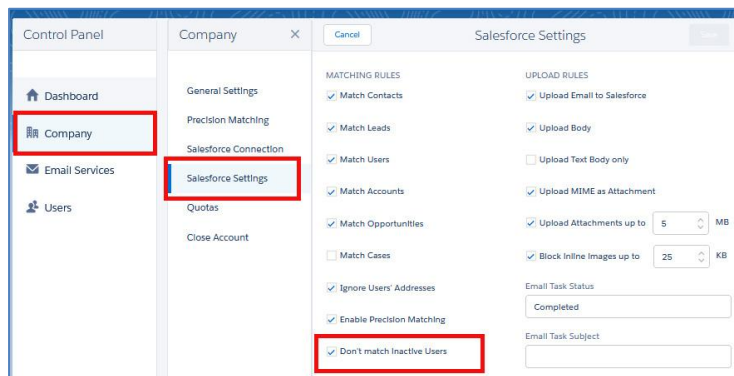 Control Panel
Dashboard
Company
Email Services
Users
Company ×
General Settings
Precision Matching
Salesforce Connection
Salesforce Settings
Quotas
Close Account
Cancel
Salesforce Settings
MATCHING RULES
Match Contacts
Match Leads
Match Users
Match Accounts
Match Opportunities
Match Cases
Ignore Users' Addresses
Enable Precision Matching
Don't match Inactive Users
UPLOAD RULES
Upload Email to Salesforce
Upload Body
Upload Text Body only
Upload MIME as Attachment
Upload Attachments up to 5 MB
Block Inline Images up to 25 KB
Email Task Status
Completed
Email Task Subject